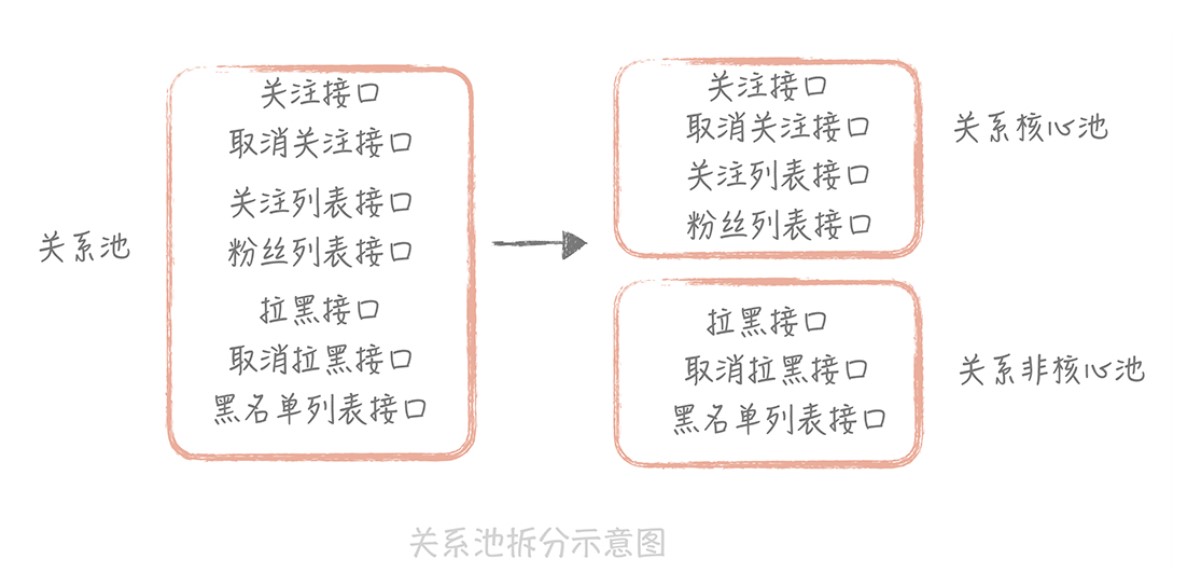 关系池
关注接口
取消关注接口
关注列表接口
粉丝列表接口
拉黑接口
取消拉黑接口
黑名单列表接口
关注接口
取消关注接口
关注列表接口
粉丝列表接口
关系核心池
拉黑接口
取消拉黑接口
黑名单列表接口
关系非核心池
关系池拆分示意图